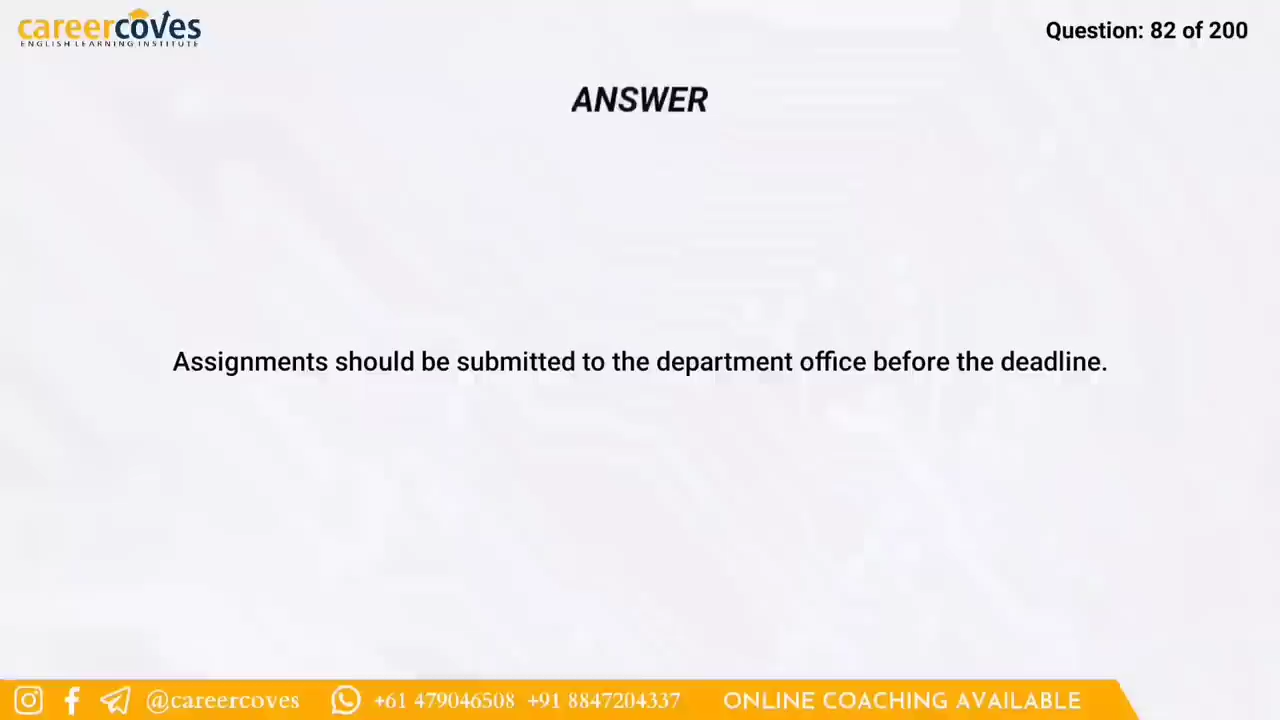 careercoves
ENGLISH LEARNING INSTITUTE
Question: 82 of 200
ANSWER
Assignments should be submitted to the department office before the deadline.
@careercoves +61 479046508 +91 8847204337 ONLINE COACHING AVAILABLE